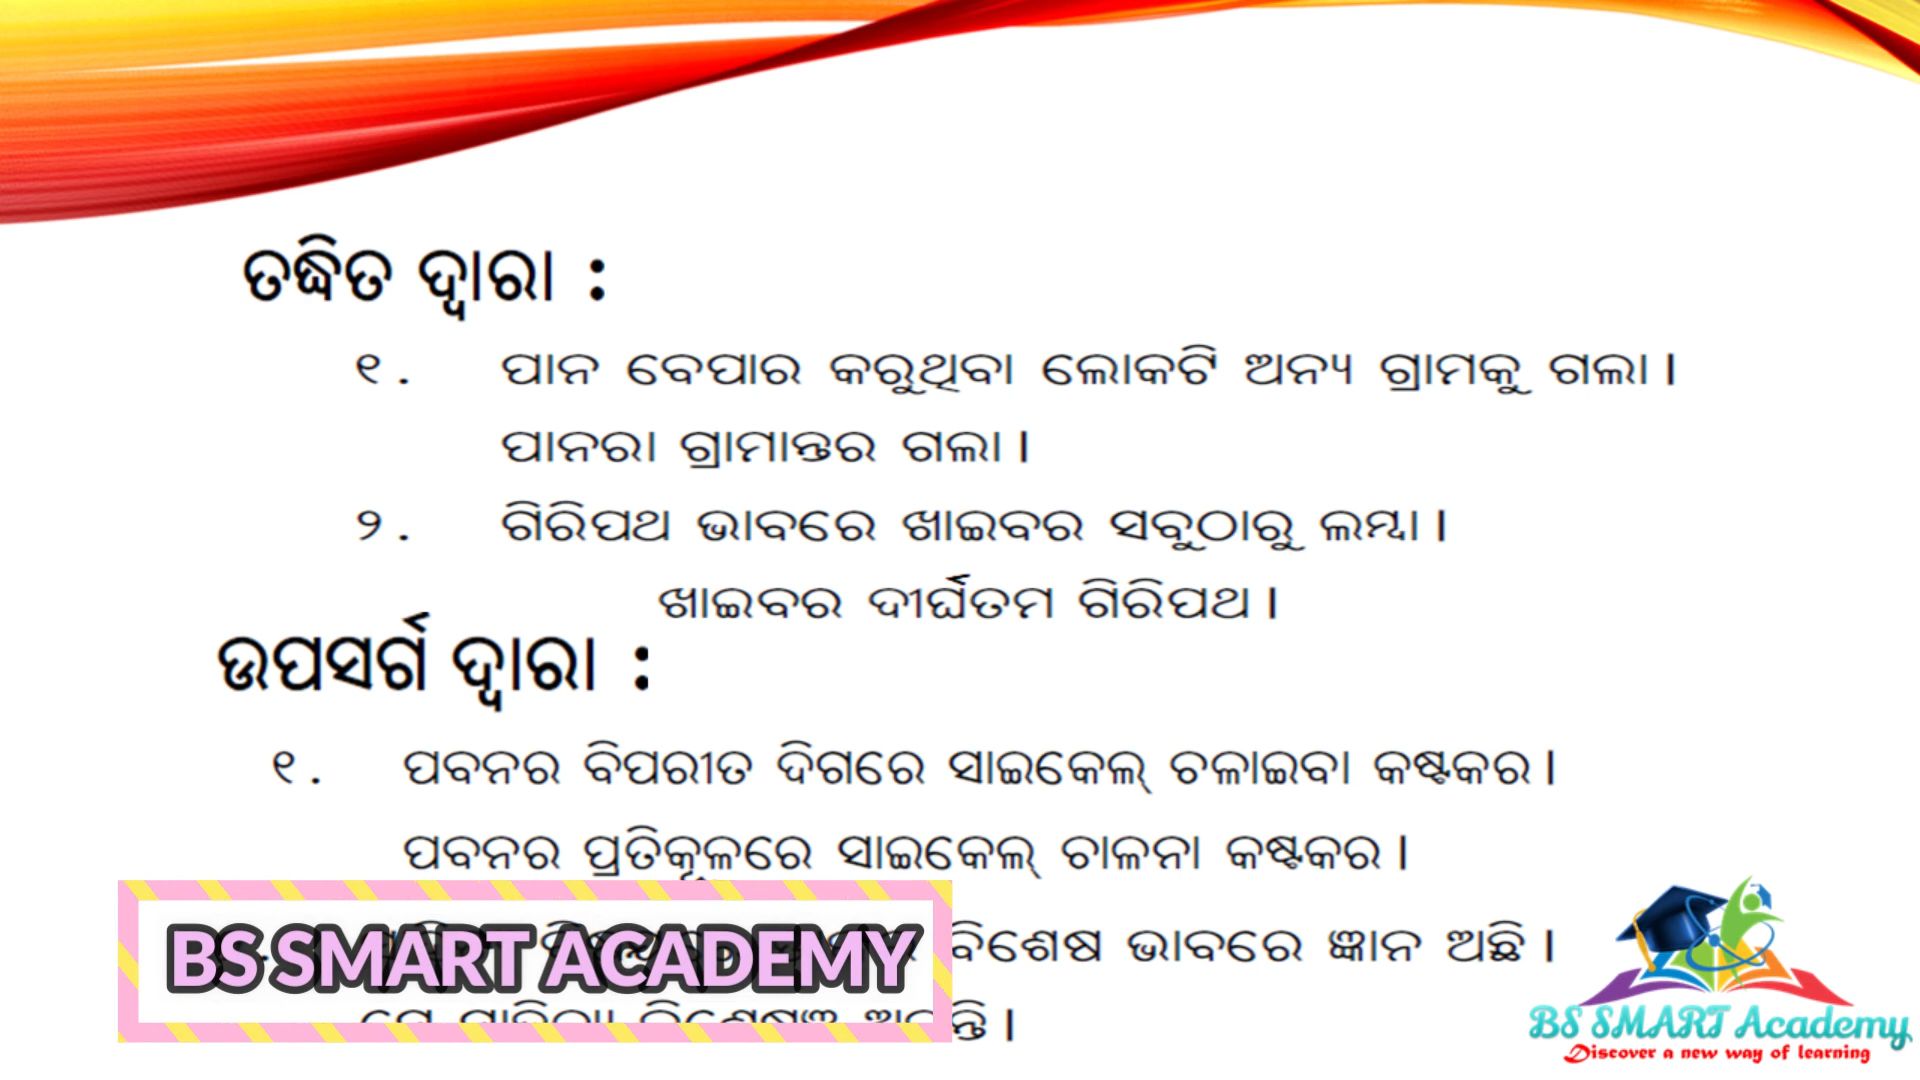 ତଦ୍ଧିତ ଦ୍ୱାରା :
୧. ପାନ ବେପାର କରୁଥିବା ଲୋକଟି ଅନ୍ୟ ଗ୍ରାମକୁ ଗଲା।
ପାନରା ଗ୍ରାମାନ୍ତର ଗଲା।
୨. ଗିରିପଥ ଭାବରେ ଖାଇବର ସବୁଠାରୁ ଲମ୍ବା।
ଖାଇବର ଦୀର୍ଘତମ ଗିରିପଥ।
ଉପସର୍ଗ ଦ୍ୱାରା :
୧. ପବନର ବିପରୀତ ଦିଗରେ ସାଇକେଲ୍ ଚଳାଇବା କଷ୍ଟକର।
ପବନର ପ୍ରତିକୂଳରେ ସାଇକେଲ୍ ଚାଳନା କଷ୍ଟକର।
ବିଶେଷ ଭାବରେ ଜ୍ଞାନ ଅଛି।
BS SMART ACADEMY
BS SMART Academy
Discover a new way of learning